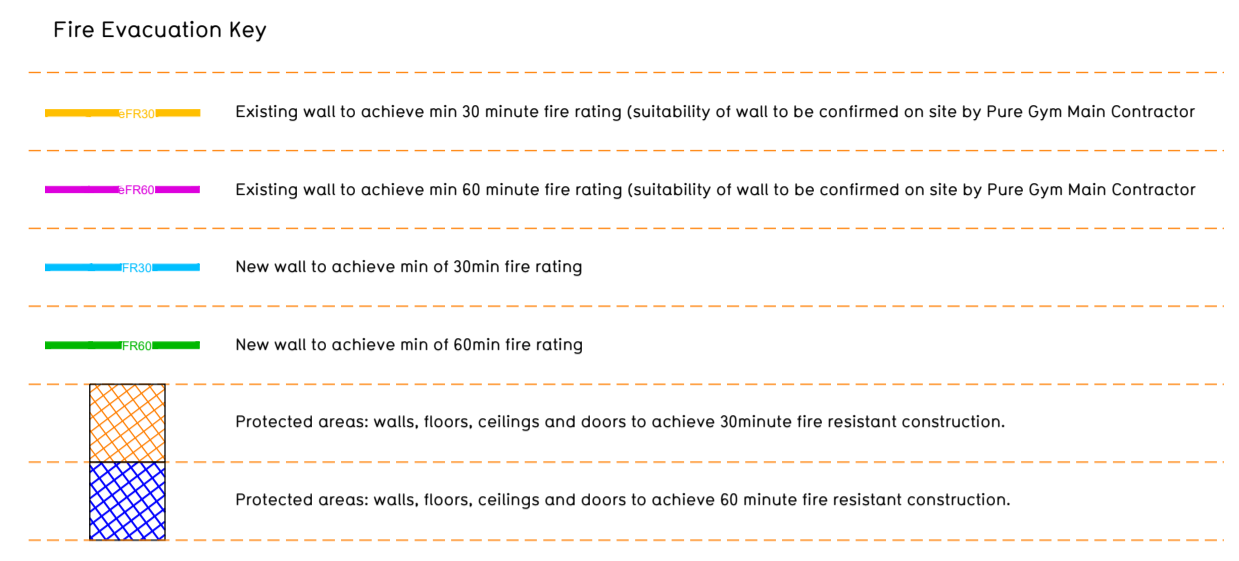 Fire Evacuation Key
eFR30 Existing wall to achieve min 30 minute fire rating (suitability of wall to be confirmed on site by Pure Gym Main Contractor
eFR60 Existing wall to achieve min 60 minute fire rating (suitability of wall to be confirmed on site by Pure Gym Main Contractor
FR30 New wall to achieve min of 30min fire rating
FR60 New wall to achieve min of 60min fire rating
Protected areas: walls, floors, ceilings and doors to achieve 30minute fire resistant construction.
Protected areas: walls, floors, ceilings and doors to achieve 60 minute fire resistant construction.